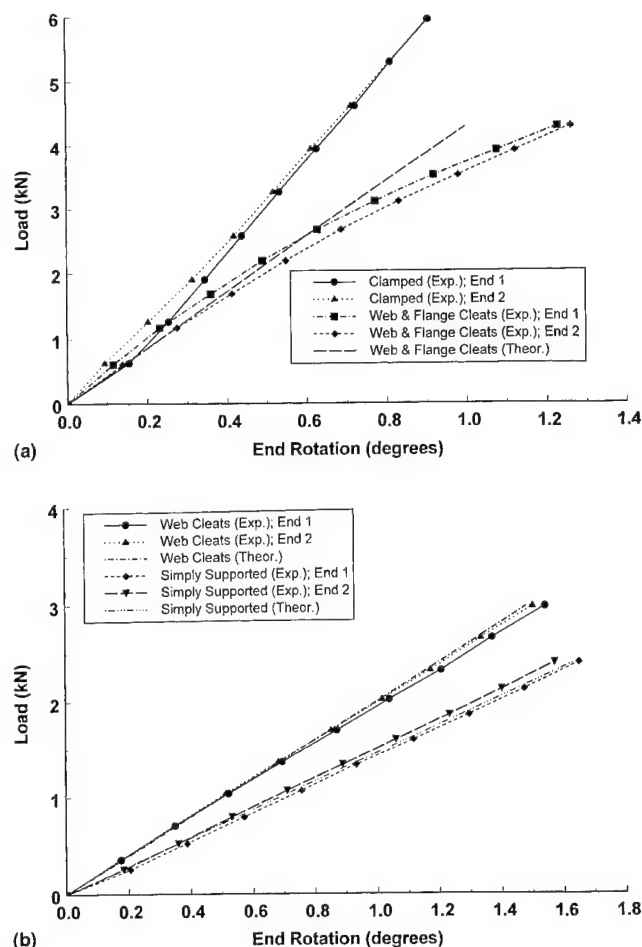 6
5
4
3
2
1
0
Load (kN)
Clamped (Exp.); End 1
Clamped (Exp.); End 2
Web & Flange Cleats (Exp.); End 1
Web & Flange Cleats (Exp.); End 2
Web & Flange Cleats (Theor.)
0.0 0.2 0.4 0.6 0.8 1.0 1.2 1.4
(a) End Rotation (degrees)
4
3
2
1
0
Load (kN)
Web Cleats (Exp.); End 1
Web Cleats (Exp.); End 2
Web Cleats (Theor.)
Simply Supported (Exp.); End 1
Simply Supported (Exp.); End 2
Simply Supported (Theor.)
0.0 0.2 0.4 0.6 0.8 1.0 1.2 1.4 1.6 1.8
(b) End Rotation (degrees)